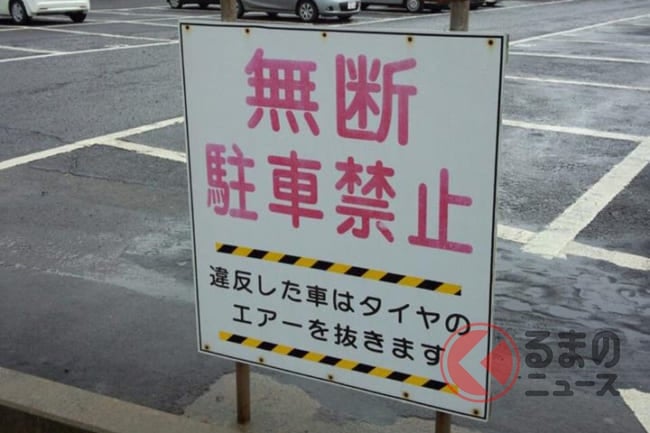 無断
駐車禁止
違反した車はタイヤの
エアーを抜きます
くるまの
ニュース